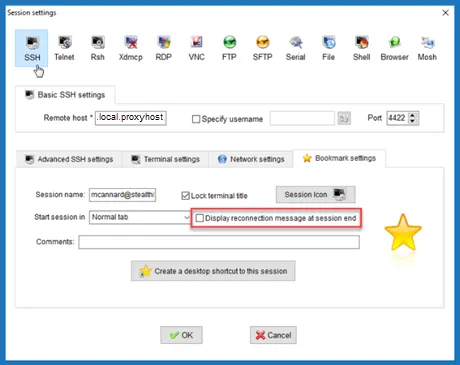 Session settings
SSH Telnet Rsh Xdmcp RDP VNC FTP SFTP Serial File Shell Browser Mosh
Basic SSH settings
Remote host * .local.proxyhost Specify username Port 4422
Advanced SSH settings Terminal settings Network settings Bookmark settings
Session name: mcannard@stealth Lock terminal title Session Icon
Start session in Normal tab Display reconnection message at session end
Comments:
Create a desktop shortcut to this session
OK Cancel